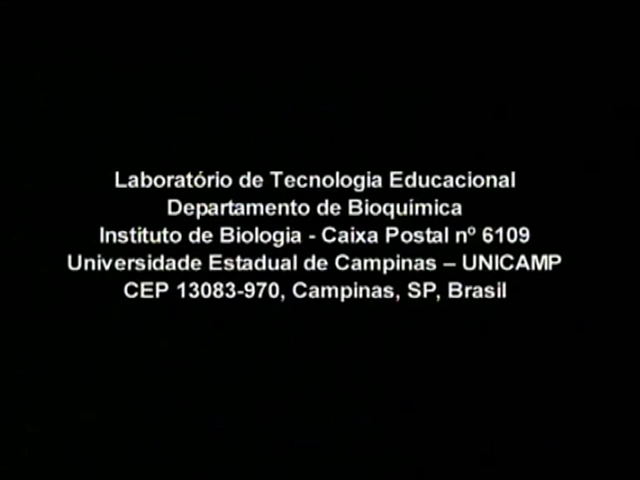 Laboratório de Tecnologia Educacional
Departamento de Bioquímica
Instituto de Biologia - Caixa Postal nº 6109
Universidade Estadual de Campinas – UNICAMP
CEP 13083-970, Campinas, SP, Brasil